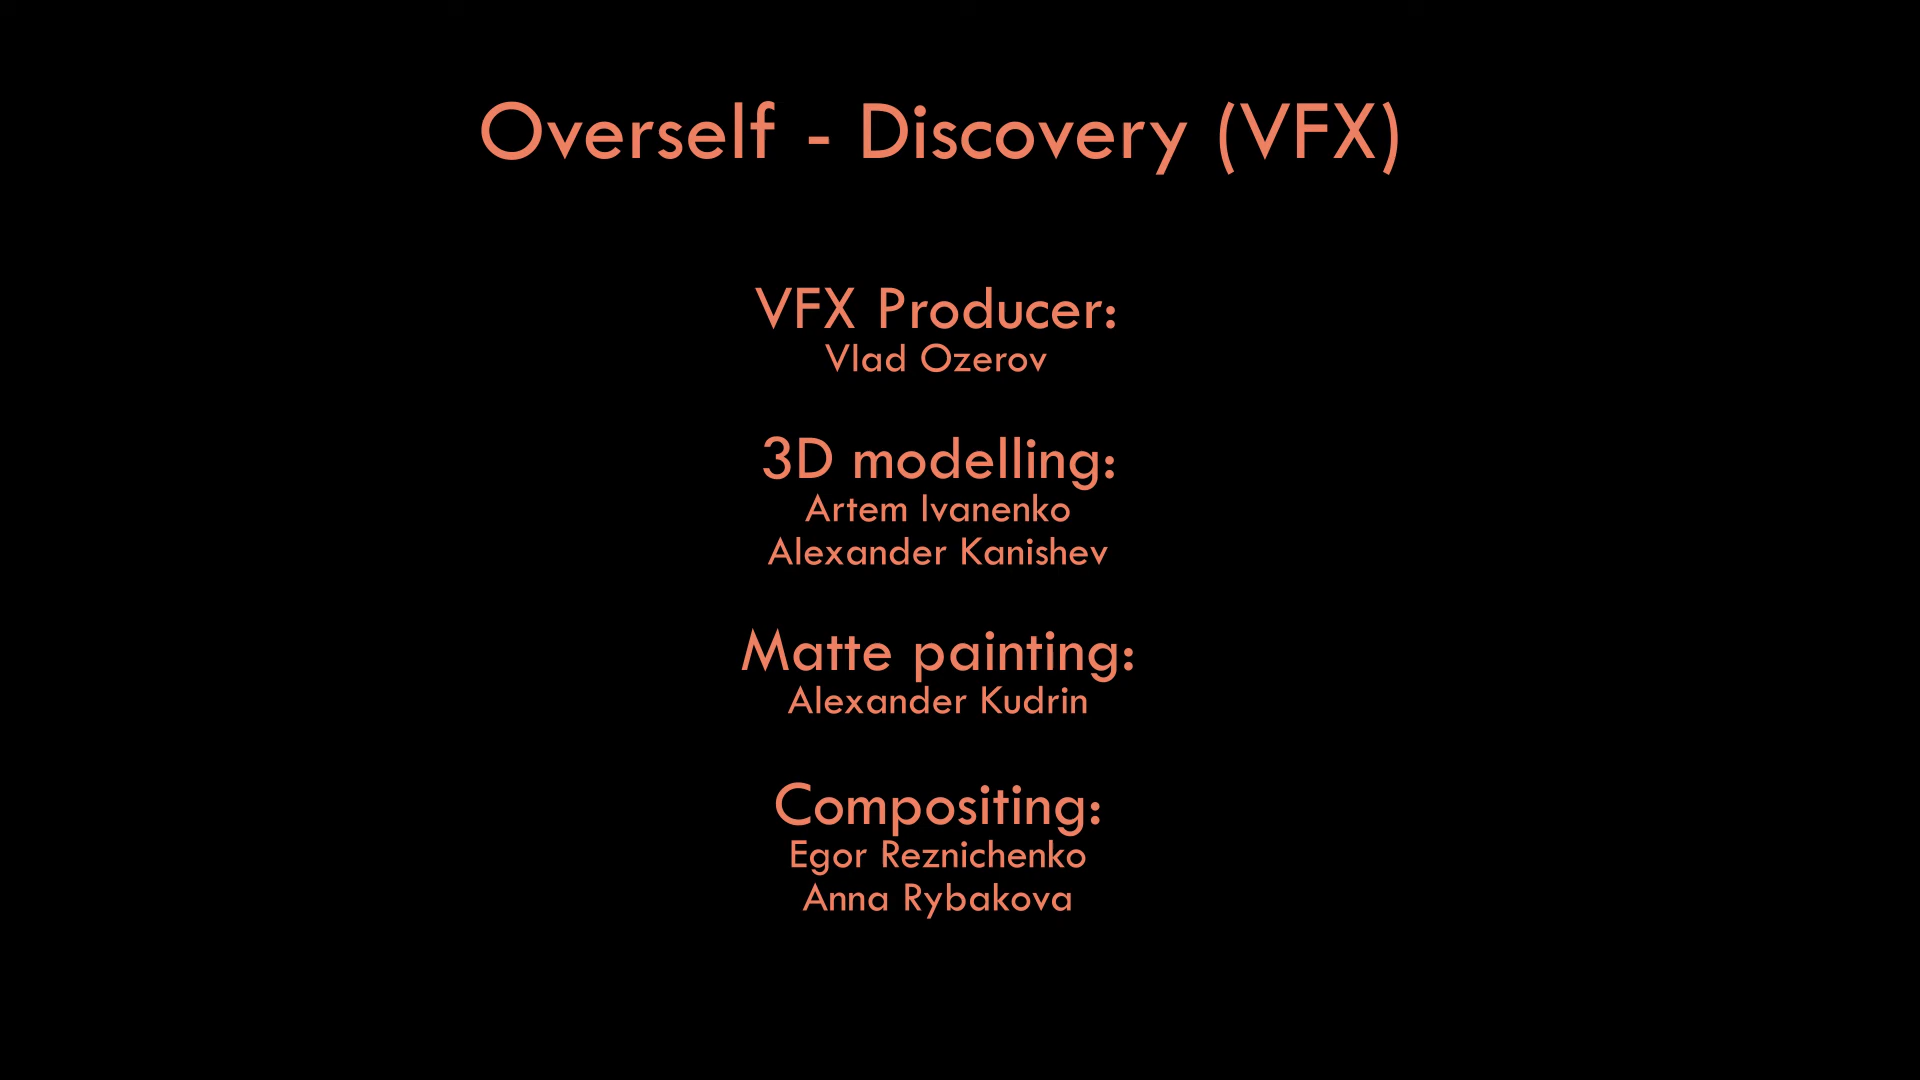 Overself - Discovery (VFX)
VFX Producer:
Vlad Ozerov
3D modelling:
Artem Ivanenko
Alexander Kanishev
Matte painting:
Alexander Kudrin
Compositing:
Egor Reznichenko
Anna Rybakova